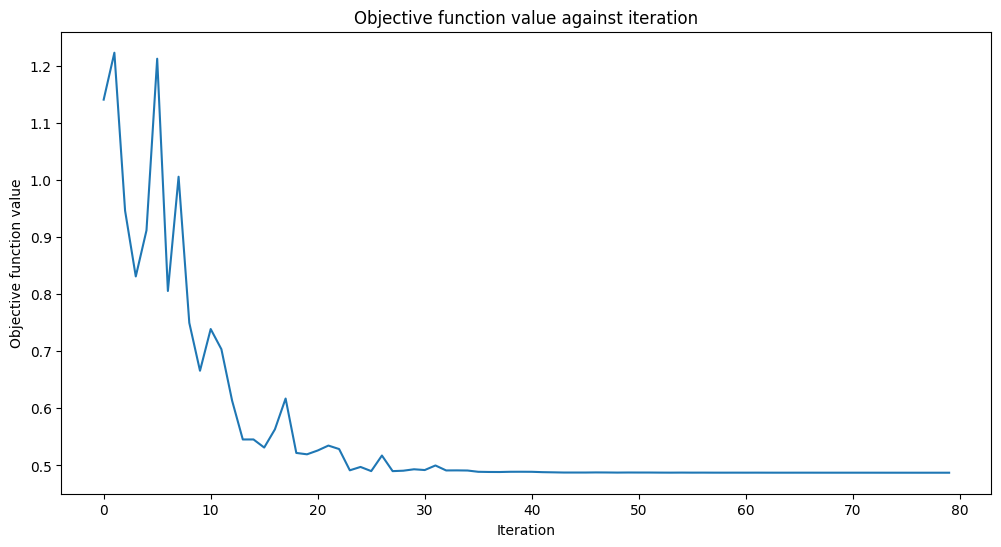 Objective function value against iteration
Objective function value
1.2
1.1
1.0
0.9
0.8
0.7
0.6
0.5
0 10 20 30 40 50 60 70 80
Iteration